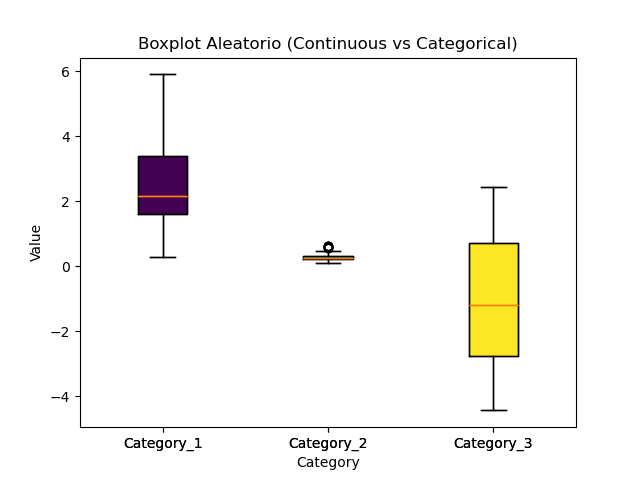 Boxplot Aleatorio (Continuous vs Categorical)
6
4
2
0
−2
−4
Value
Category_1
Category_2
Category_3
Category